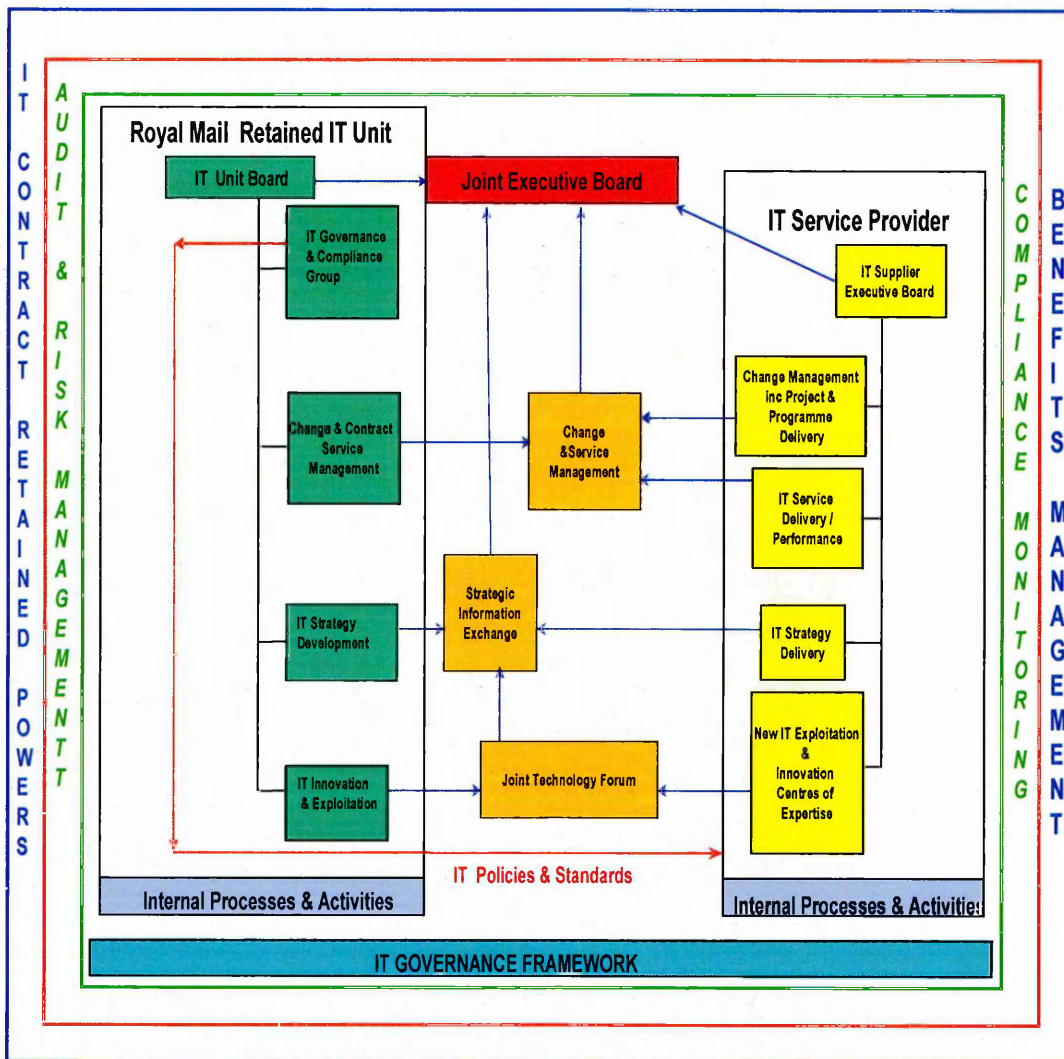 IT CONTRACT RETAINED POWERS
AUDIT & RISK MANAGEMENTT
Royal Mail Retained IT Unit
IT Unit Board
IT Governance
& Compliance
Group
Change & Contract
Service
Management
IT Strategy
Development
IT Innovation
& Exploitation
Internal Processes & Activities
Joint Executive Board
Change
&Service
Management
Strategic
Information
Exchange
Joint Technology Forum
IT Policies & Standards
IT Service Provider
IT Supplier
Executive Board
Change Management
inc Project &
Programme
Delivery
IT Service
Delivery /
Performance
IT Strategy
Delivery
New IT Exploitation
&
Innovation
Centres of
Expertise
Internal Processes & Activities
COMPLIANCE MONITORING
BENEFITS MANAGEMENT
IT GOVERNANCE FRAMEWORK